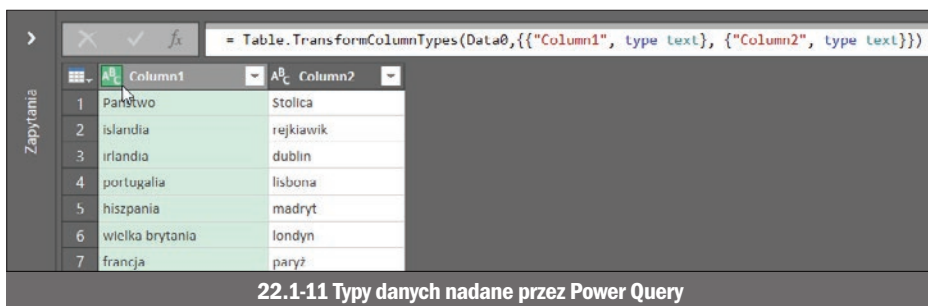 = Table.TransformColumnTypes(Data0,{{"Column1", type text}, {"Column2", type text}})
Zapytania
Column1 Column2
1 Państwo Stolica
2 islandia rejkiawik
3 irlandia dublin
4 portugalia lisbona
5 hiszpania madryt
6 wielka brytania londyn
7 francja paryż
22.1-11 Typy danych nadane przez Power Query